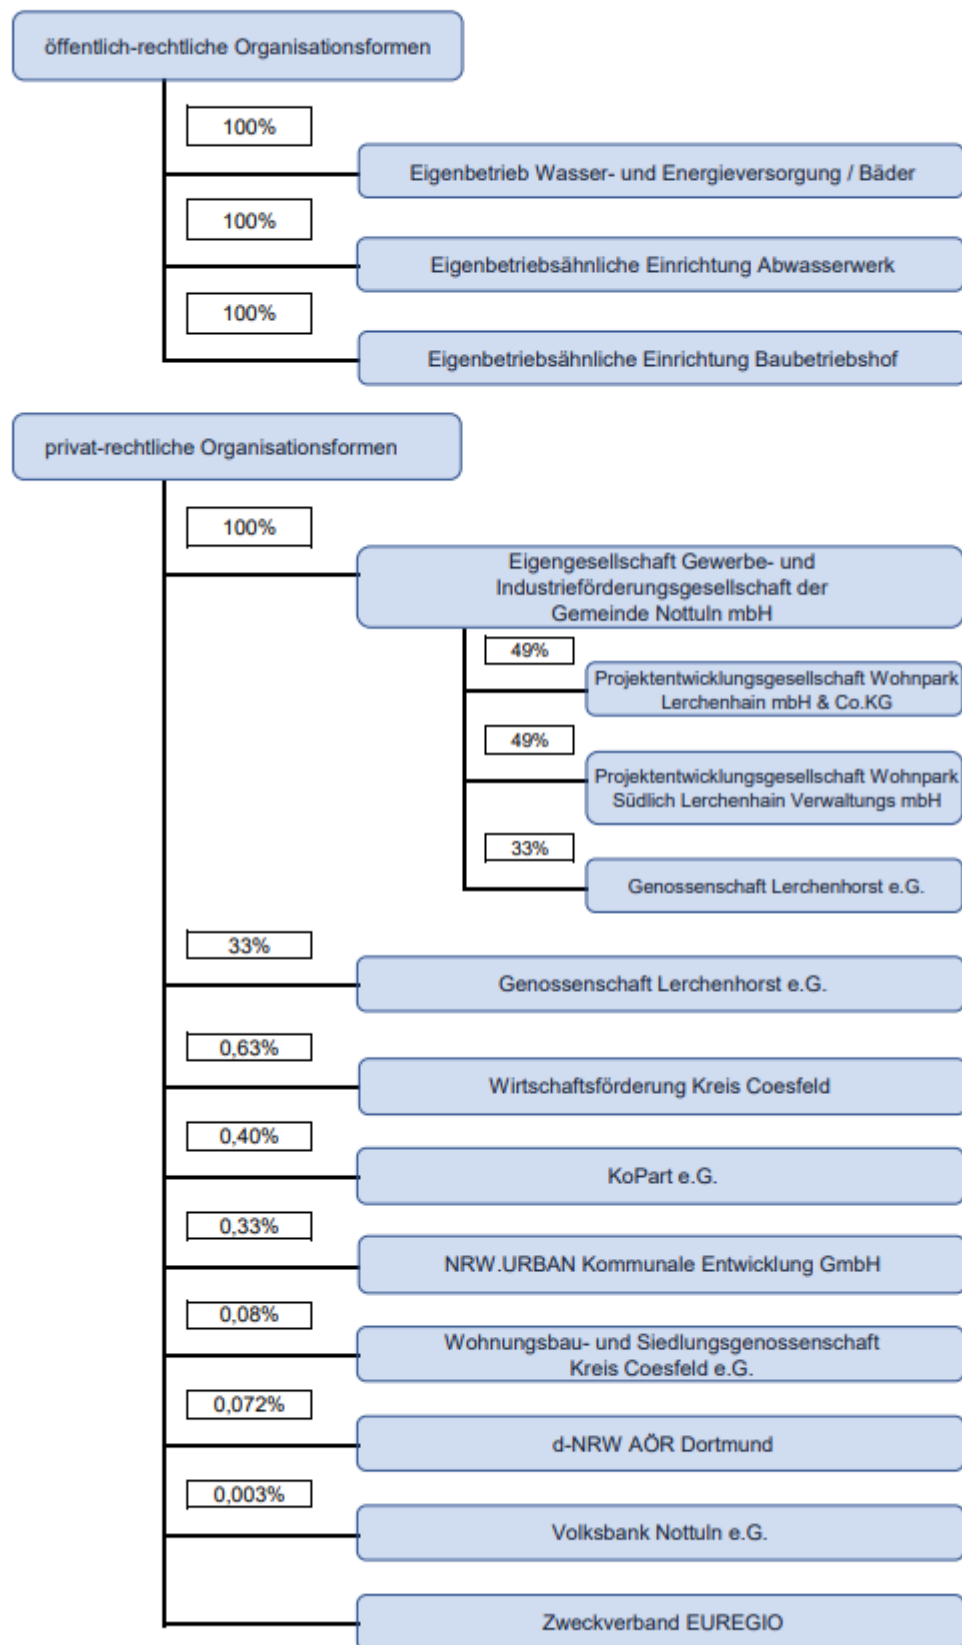 öffentlich-rechtliche Organisationsformen
100%
Eigenbetrieb Wasser- und Energieversorgung / Bäder
100%
Eigenbetriebsähnliche Einrichtung Abwasserwerk
100%
Eigenbetriebsähnliche Einrichtung Baubetriebshof
privat-rechtliche Organisationsformen
100%
Eigengesellschaft Gewerbe- und
Industrieförderungsgesellschaft der
Gemeinde Nottuln mbH
49%
Projektentwicklungsgesellschaft Wohnpark
Lerchenhain mbH & Co.KG
49%
Projektentwicklungsgesellschaft Wohnpark
Südlich Lerchenhain Verwaltungs mbH
33%
Genossenschaft Lerchenhorst e.G.
33%
Genossenschaft Lerchenhorst e.G.
0,63%
Wirtschaftsförderung Kreis Coesfeld
0,40%
KoPart e.G.
0,33%
NRW.URBAN Kommunale Entwicklung GmbH
0,08%
Wohnungsbau- und Siedlungsgenossenschaft
Kreis Coesfeld e.G.
0,072%
d-NRW AÖR Dortmund
0,003%
Volksbank Nottuln e.G.
Zweckverband EUREGIO